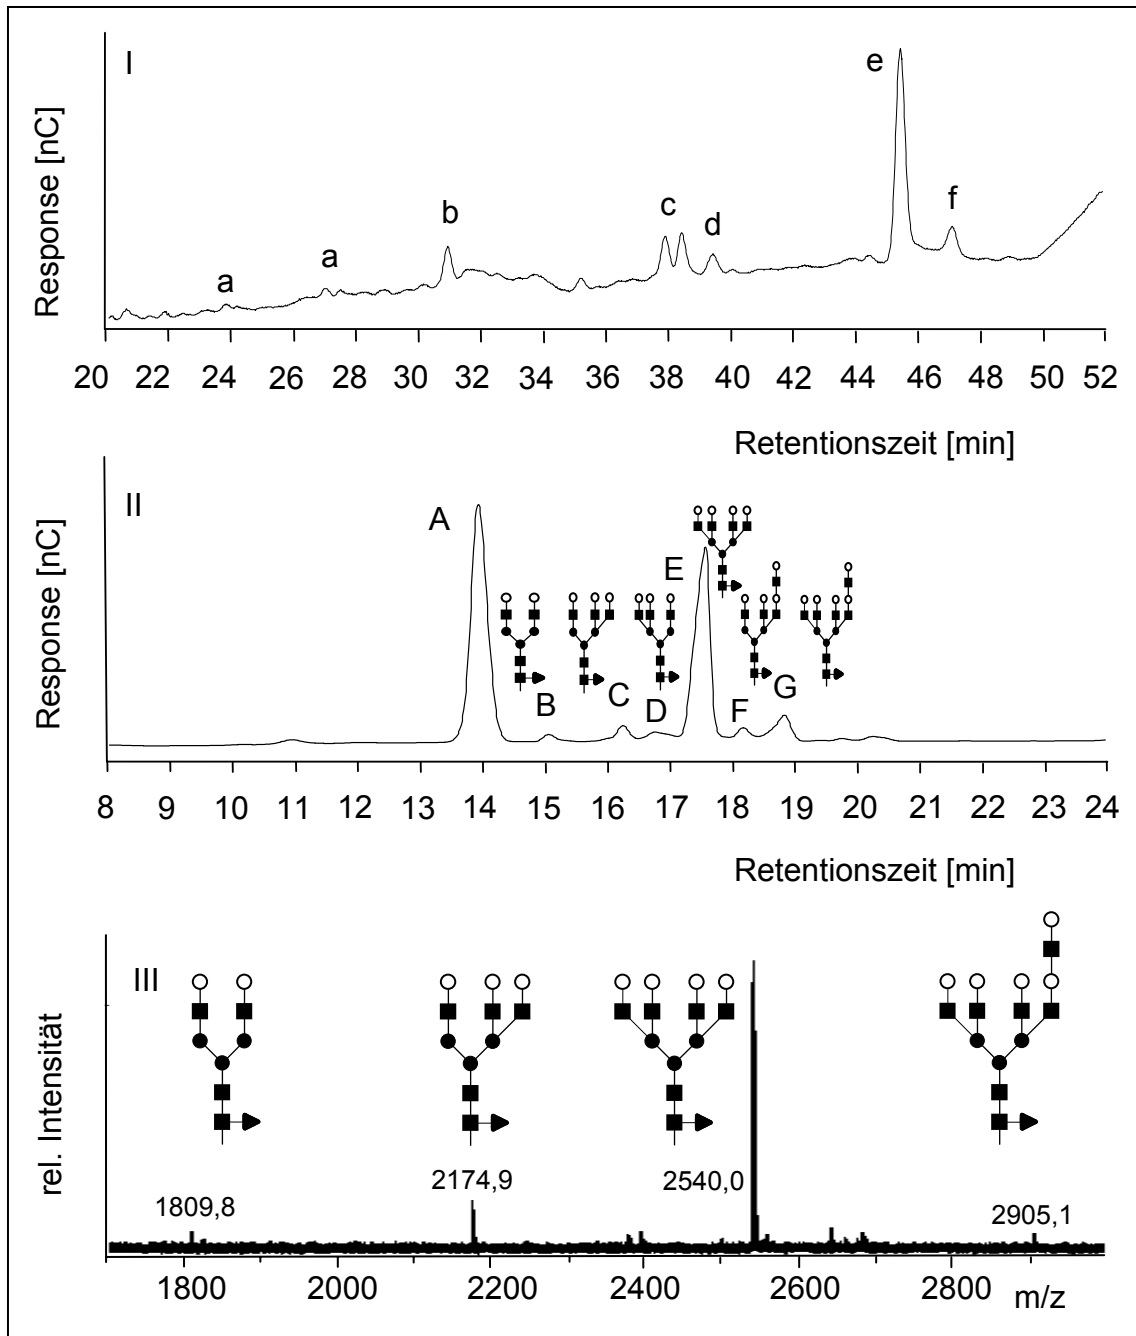 I
Response [nC]
a
a
b
c
d
e
f
20 22 24 26 28 30 32 34 36 38 40 42 44 46 48 50 52
Retentionszeit [min]
II
Response [nC]
A
B
C
D
E
F
G
8 9 10 11 12 13 14 15 16 17 18 19 20 21 22 23 24
Retentionszeit [min]
III
rel. Intensität
1809,8
2174,9
2540,0
2905,1
1800 2000 2200 2400 2600 2800 m/z